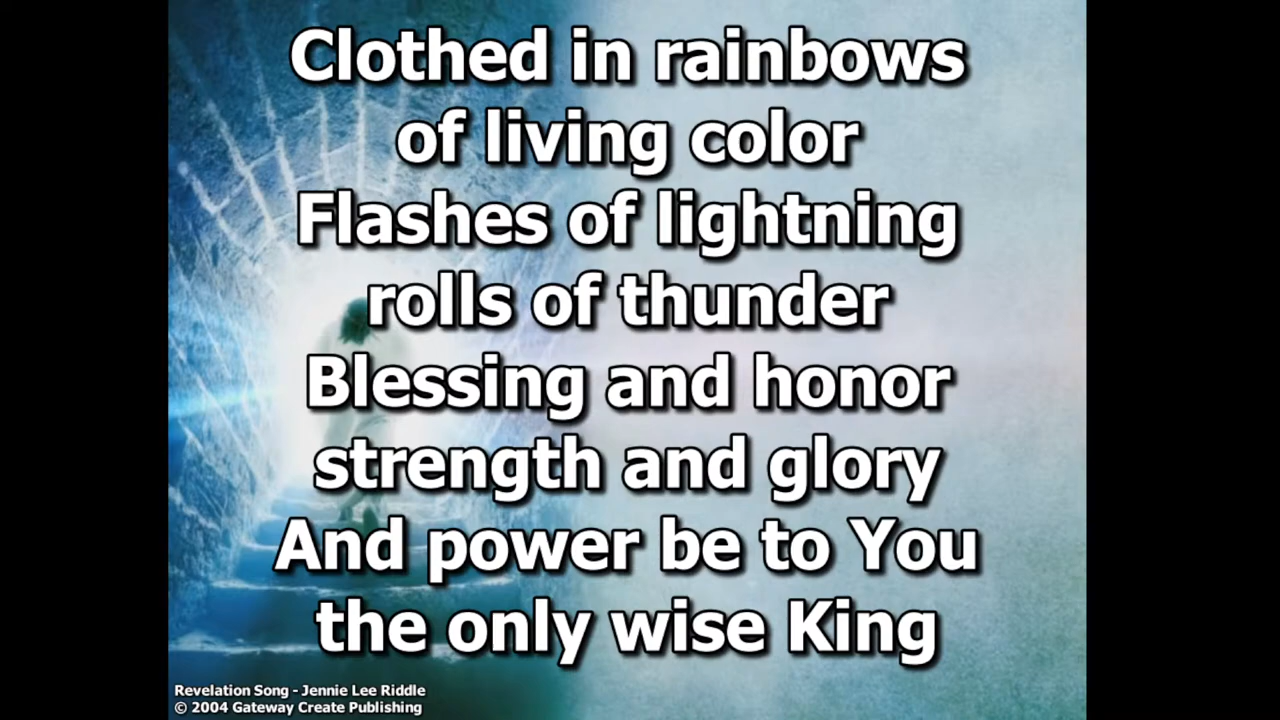 Clothed in rainbows
of living color
Flashes of lightning
rolls of thunder
Blessing and honor
strength and glory
And power be to You
the only wise King
Revelation Song - Jennie Lee Riddle
© 2004 Gateway Create Publishing